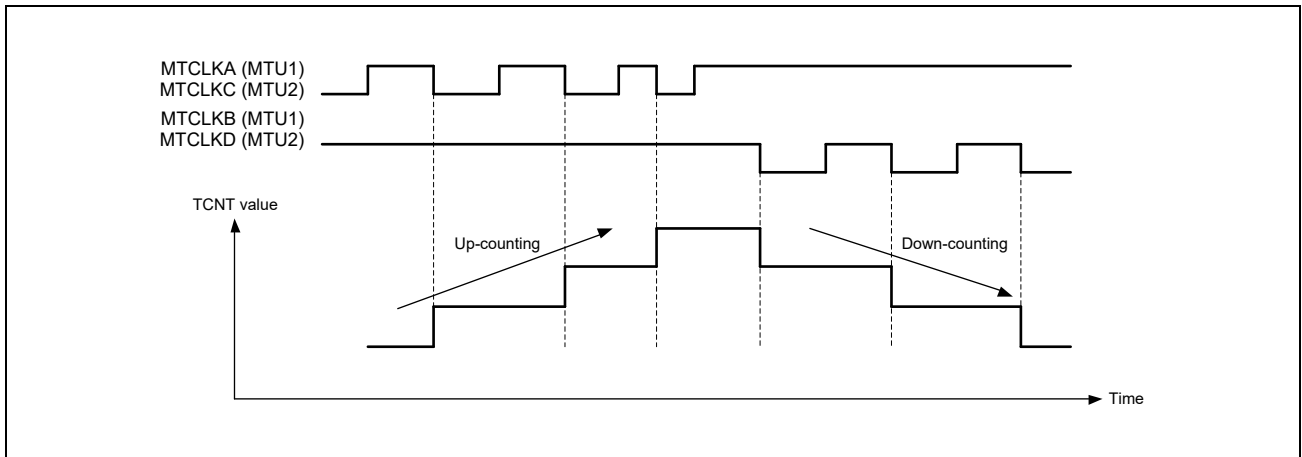 MTCLKA (MTU1)
MTCLKC (MTU2)
MTCLKB (MTU1)
MTCLKD (MTU2)
TCNT value
Up-counting
Down-counting
Time